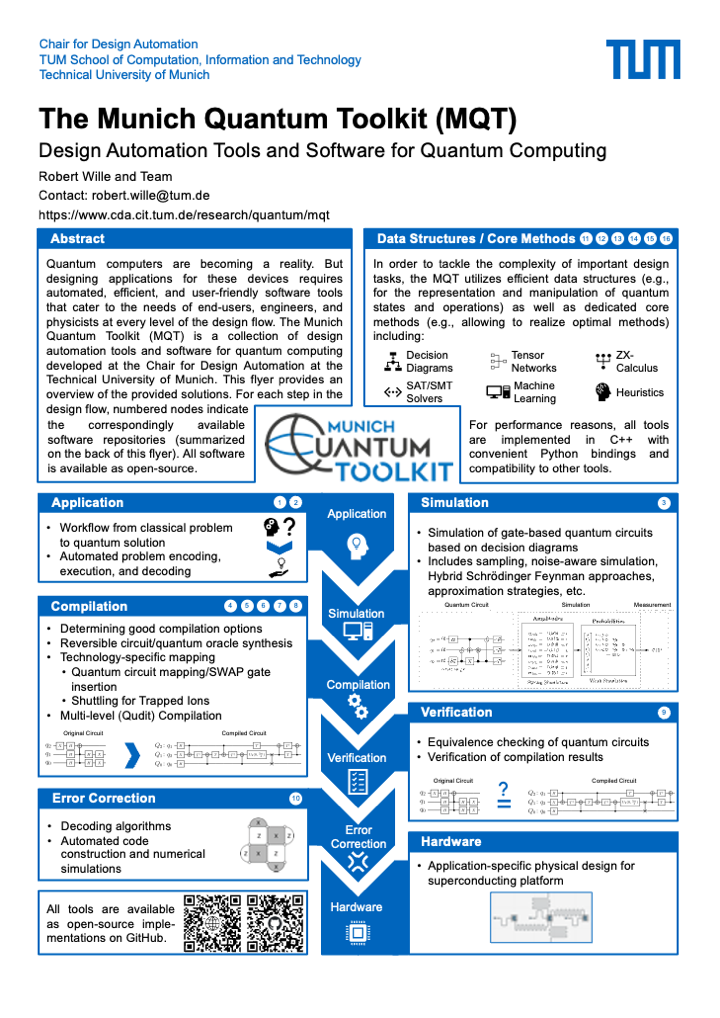 Chair for Design Automation
TUM School of Computation, Information and Technology
Technical University of Munich
TUM
The Munich Quantum Toolkit (MQT)
Design Automation Tools and Software for Quantum Computing
Robert Wille and Team
Contact: robert.wille@tum.de
https://www.cda.cit.tum.de/research/quantum/mqt
Abstract
Quantum computers are becoming a reality. But
designing applications for these devices requires
automated, efficient, and user-friendly software tools
that cater to the needs of end-users, engineers, and
physicists at every level of the design flow. The Munich
Quantum Toolkit (MQT) is a collection of design
automation tools and software for quantum computing
developed at the Chair for Design Automation at the
Technical University of Munich. This flyer provides an
overview of the provided solutions. For each step in the
design flow, numbered nodes indicate
the correspondingly available
software repositories (summarized
on the back of this flyer). All software
is available as open-source.
Data Structures / Core Methods 11 12 13 14 15 16
In order to tackle the complexity of important design
tasks, the MQT utilizes efficient data structures (e.g.,
for the representation and manipulation of quantum
states and operations) as well as dedicated core
methods (e.g., allowing to realize optimal methods)
including:
Decision
Diagrams
Tensor
Networks
ZX-
Calculus
SAT/SMT
Solvers
Machine
Learning
Heuristics
For performance reasons, all tools
are implemented in C++ with
convenient Python bindings and
compatibility to other tools.
MUNICH
QUANTUM
TOOLKIT
Application 1 2
• Workflow from classical problem
to quantum solution
• Automated problem encoding,
execution, and decoding
?
Compilation 4 5 6 7 8
• Determining good compilation options
• Reversible circuit/quantum oracle synthesis
• Technology-specific mapping
• Quantum circuit mapping/SWAP gate
insertion
• Shuttling for Trapped Ions
• Multi-level (Qudit) Compilation
Original Circuit
Compiled Circuit
Error Correction 10
• Decoding algorithms
• Automated code
construction and numerical
simulations
X
Z X
Z X Z
Z
All tools are available
as open-source imple-
mentations on GitHub.
Application
Simulation
Compilation
Verification
Error
Correction
Hardware
Simulation 3
• Simulation of gate-based quantum circuits
based on decision diagrams
• Includes sampling, noise-aware simulation,
Hybrid Schrödinger Feynman approaches,
approximation strategies, etc.
Quantum Circuit
Simulation
Measurement
Amplitudes
Probabilities
Strong Simulation
Weak Simulation
Verification 9
• Equivalence checking of quantum circuits
• Verification of compilation results
Original Circuit
?
=
Compiled Circuit
Hardware
• Application-specific physical design for
superconducting platform